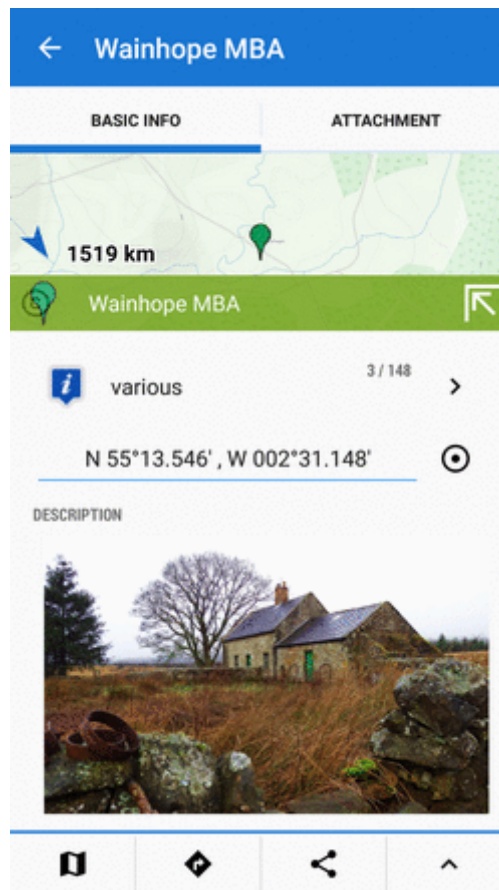 Wainhope MBA
BASIC INFO
ATTACHMENT
1519 km
Wainhope MBA
various
3 / 148
N 55°13.546' , W 002°31.148'
DESCRIPTION